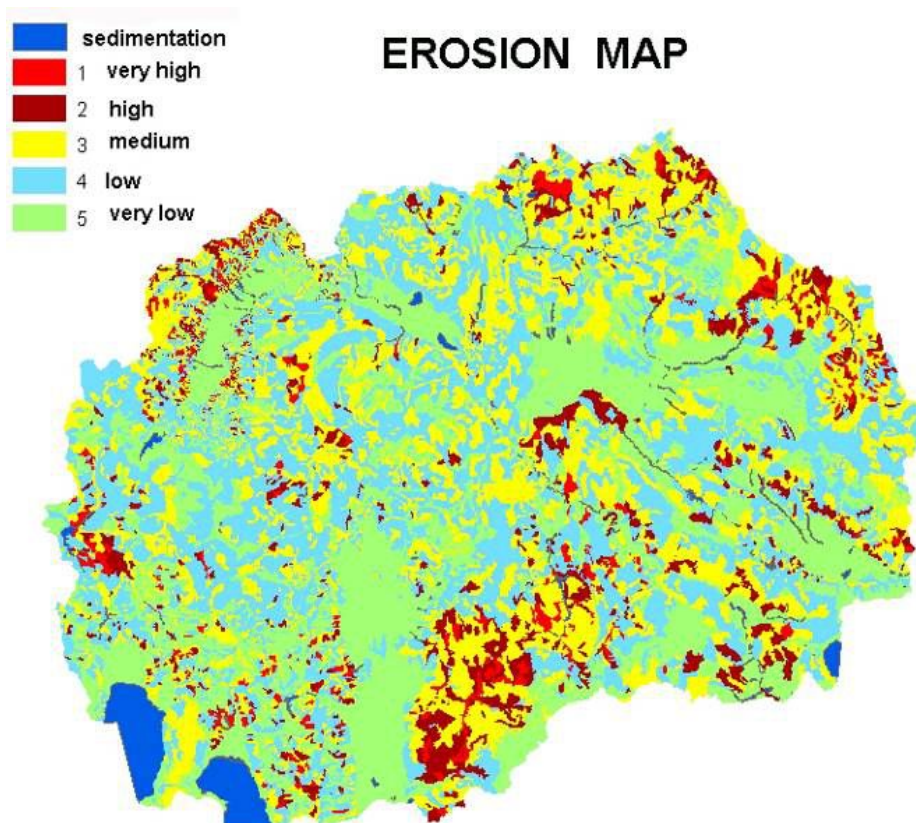 EROSION MAP
sedimentation
1 very high
2 high
3 medium
4 low
5 very low